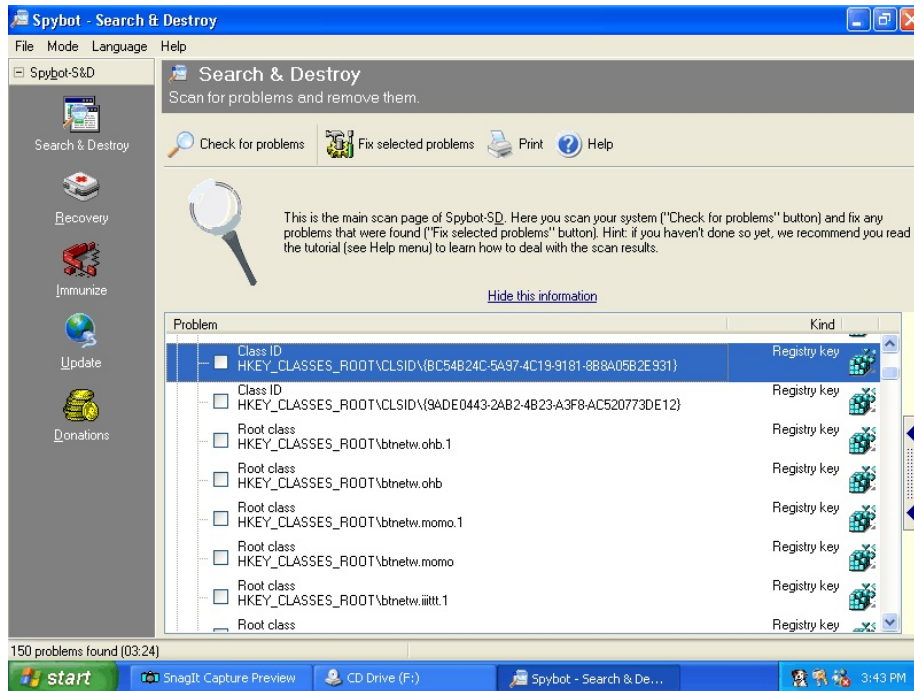 Spybot - Search & Destroy
File Mode Language Help
Spybot-S&D
Search & Destroy
Recovery
Immunize
Update
Donations
Search & Destroy
Scan for problems and remove them.
Check for problems
Fix selected problems
Print
Help
This is the main scan page of Spybot-SD. Here you scan your system ("Check for problems" button) and fix any
problems that were found ("Fix selected problems" button). Hint: if you haven't done so yet, we recommend you read
the tutorial (see Help menu) to learn how to deal with the scan results.
Hide this information
Problem Kind
Class ID Registry key
HKEY_CLASSES_ROOT\CLSID\{BC54B24C-5A97-4C19-9181-8B8A05B2E931}
Class ID Registry key
HKEY_CLASSES_ROOT\CLSID\{9ADE0443-2AB2-4B23-A3F8-AC520773DE12}
Root class Registry key
HKEY_CLASSES_ROOT\btnetw.ohb.1
Root class Registry key
HKEY_CLASSES_ROOT\btnetw.ohb
Root class Registry key
HKEY_CLASSES_ROOT\btnetw.momo.1
Root class Registry key
HKEY_CLASSES_ROOT\btnetw.momo
Root class Registry key
HKEY_CLASSES_ROOT\btnetw.iiittt.1
Root class Registry key
150 problems found (03:24)
start
SnagIt Capture Preview
CD Drive (F:)
Spybot - Search & De...
3:43 PM